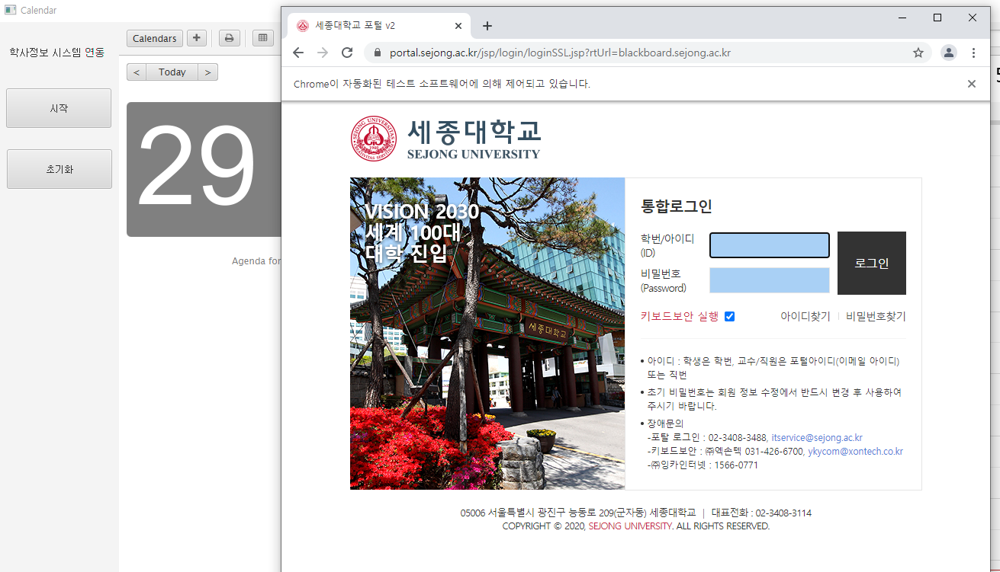 Calendar
학사정보 시스템 연동
시작
초기화
Calendars
+
< Today >
29
Agenda for
세종대학교 포털 v2
portal.sejong.ac.kr/jsp/login/loginSSL.jsp?rtUrl=blackboard.sejong.ac.kr
Chrome이 자동화된 테스트 소프트웨어에 의해 제어되고 있습니다.
SEJONG UNIVERSITAS
1940
CREATIVITAS SERVITIUM
세종대학교
SEJONG UNIVERSITY
VISION 2030
세계 100대
대학 진입
세종대학교
통합로그인
학번/아이디
(ID)
비밀번호
(Password)
로그인
키보드보안 실행
아이디찾기 | 비밀번호찾기
• 아이디 : 학생은 학번, 교수/직원은 포털아이디(이메일 아이디)
또는 직번
• 초기 비밀번호는 회원 정보 수정에서 반드시 변경 후 사용하여
주시기 바랍니다.
• 장애문의
-포탈 로그인 : 02-3408-3488, itservice@sejong.ac.kr
-키보드보안 : ㈜엑손텍 031-426-6700, ykycom@xontech.co.kr
-㈜잉카인터넷 : 1566-0771
05006 서울특별시 광진구 능동로 209(군자동) 세종대학교 | 대표전화 : 02-3408-3114
COPYRIGHT © 2020, SEJONG UNIVERSITY. ALL RIGHTS RESERVED.